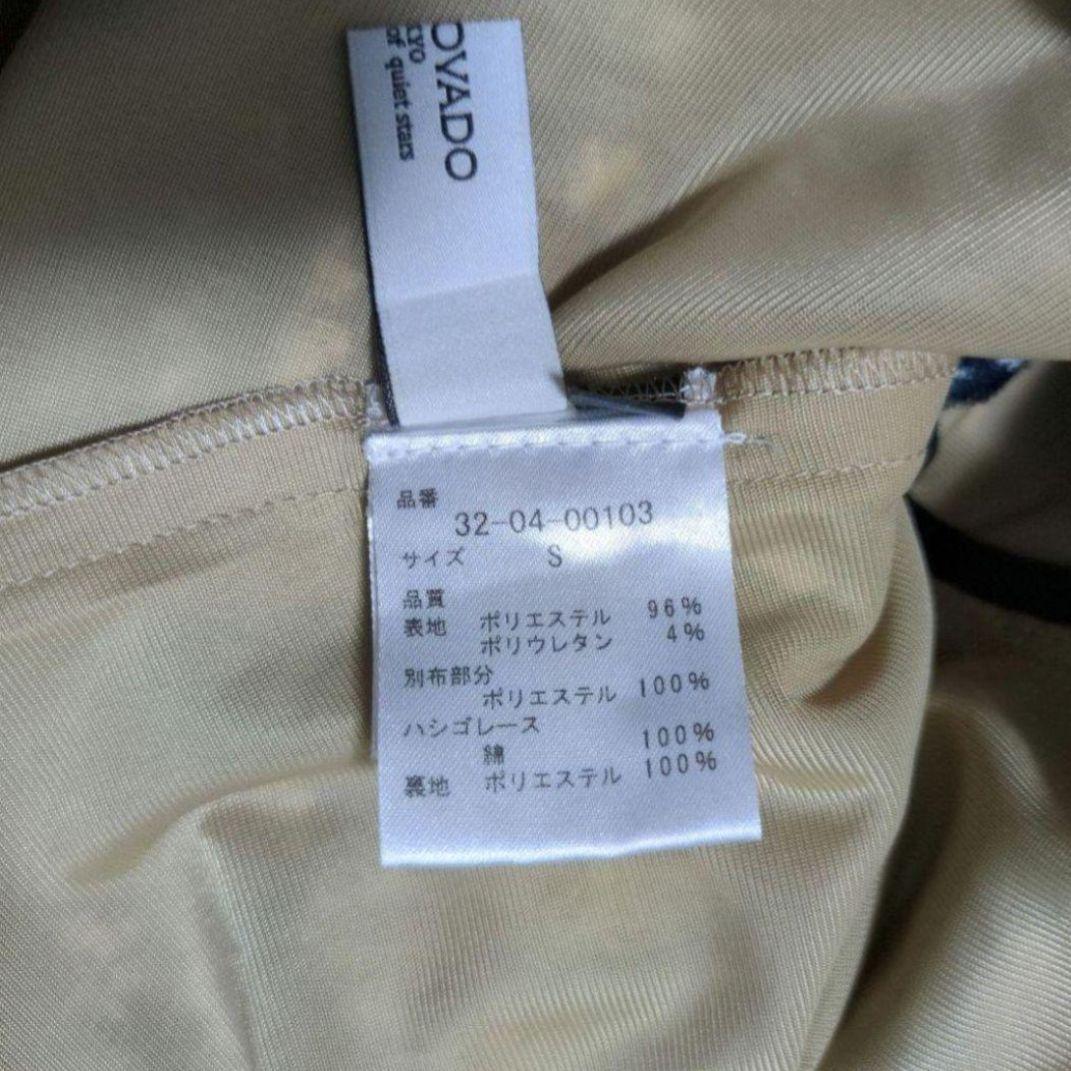 OVADO
KYO
of quiet stars
品番
32-04-00103
サイズ S
品質
表地 ポリエステル 96%
ポリウレタン 4%
別布部分
ポリエステル 100%
ハシゴレース
綿 100%
裏地 ポリエステル 100%